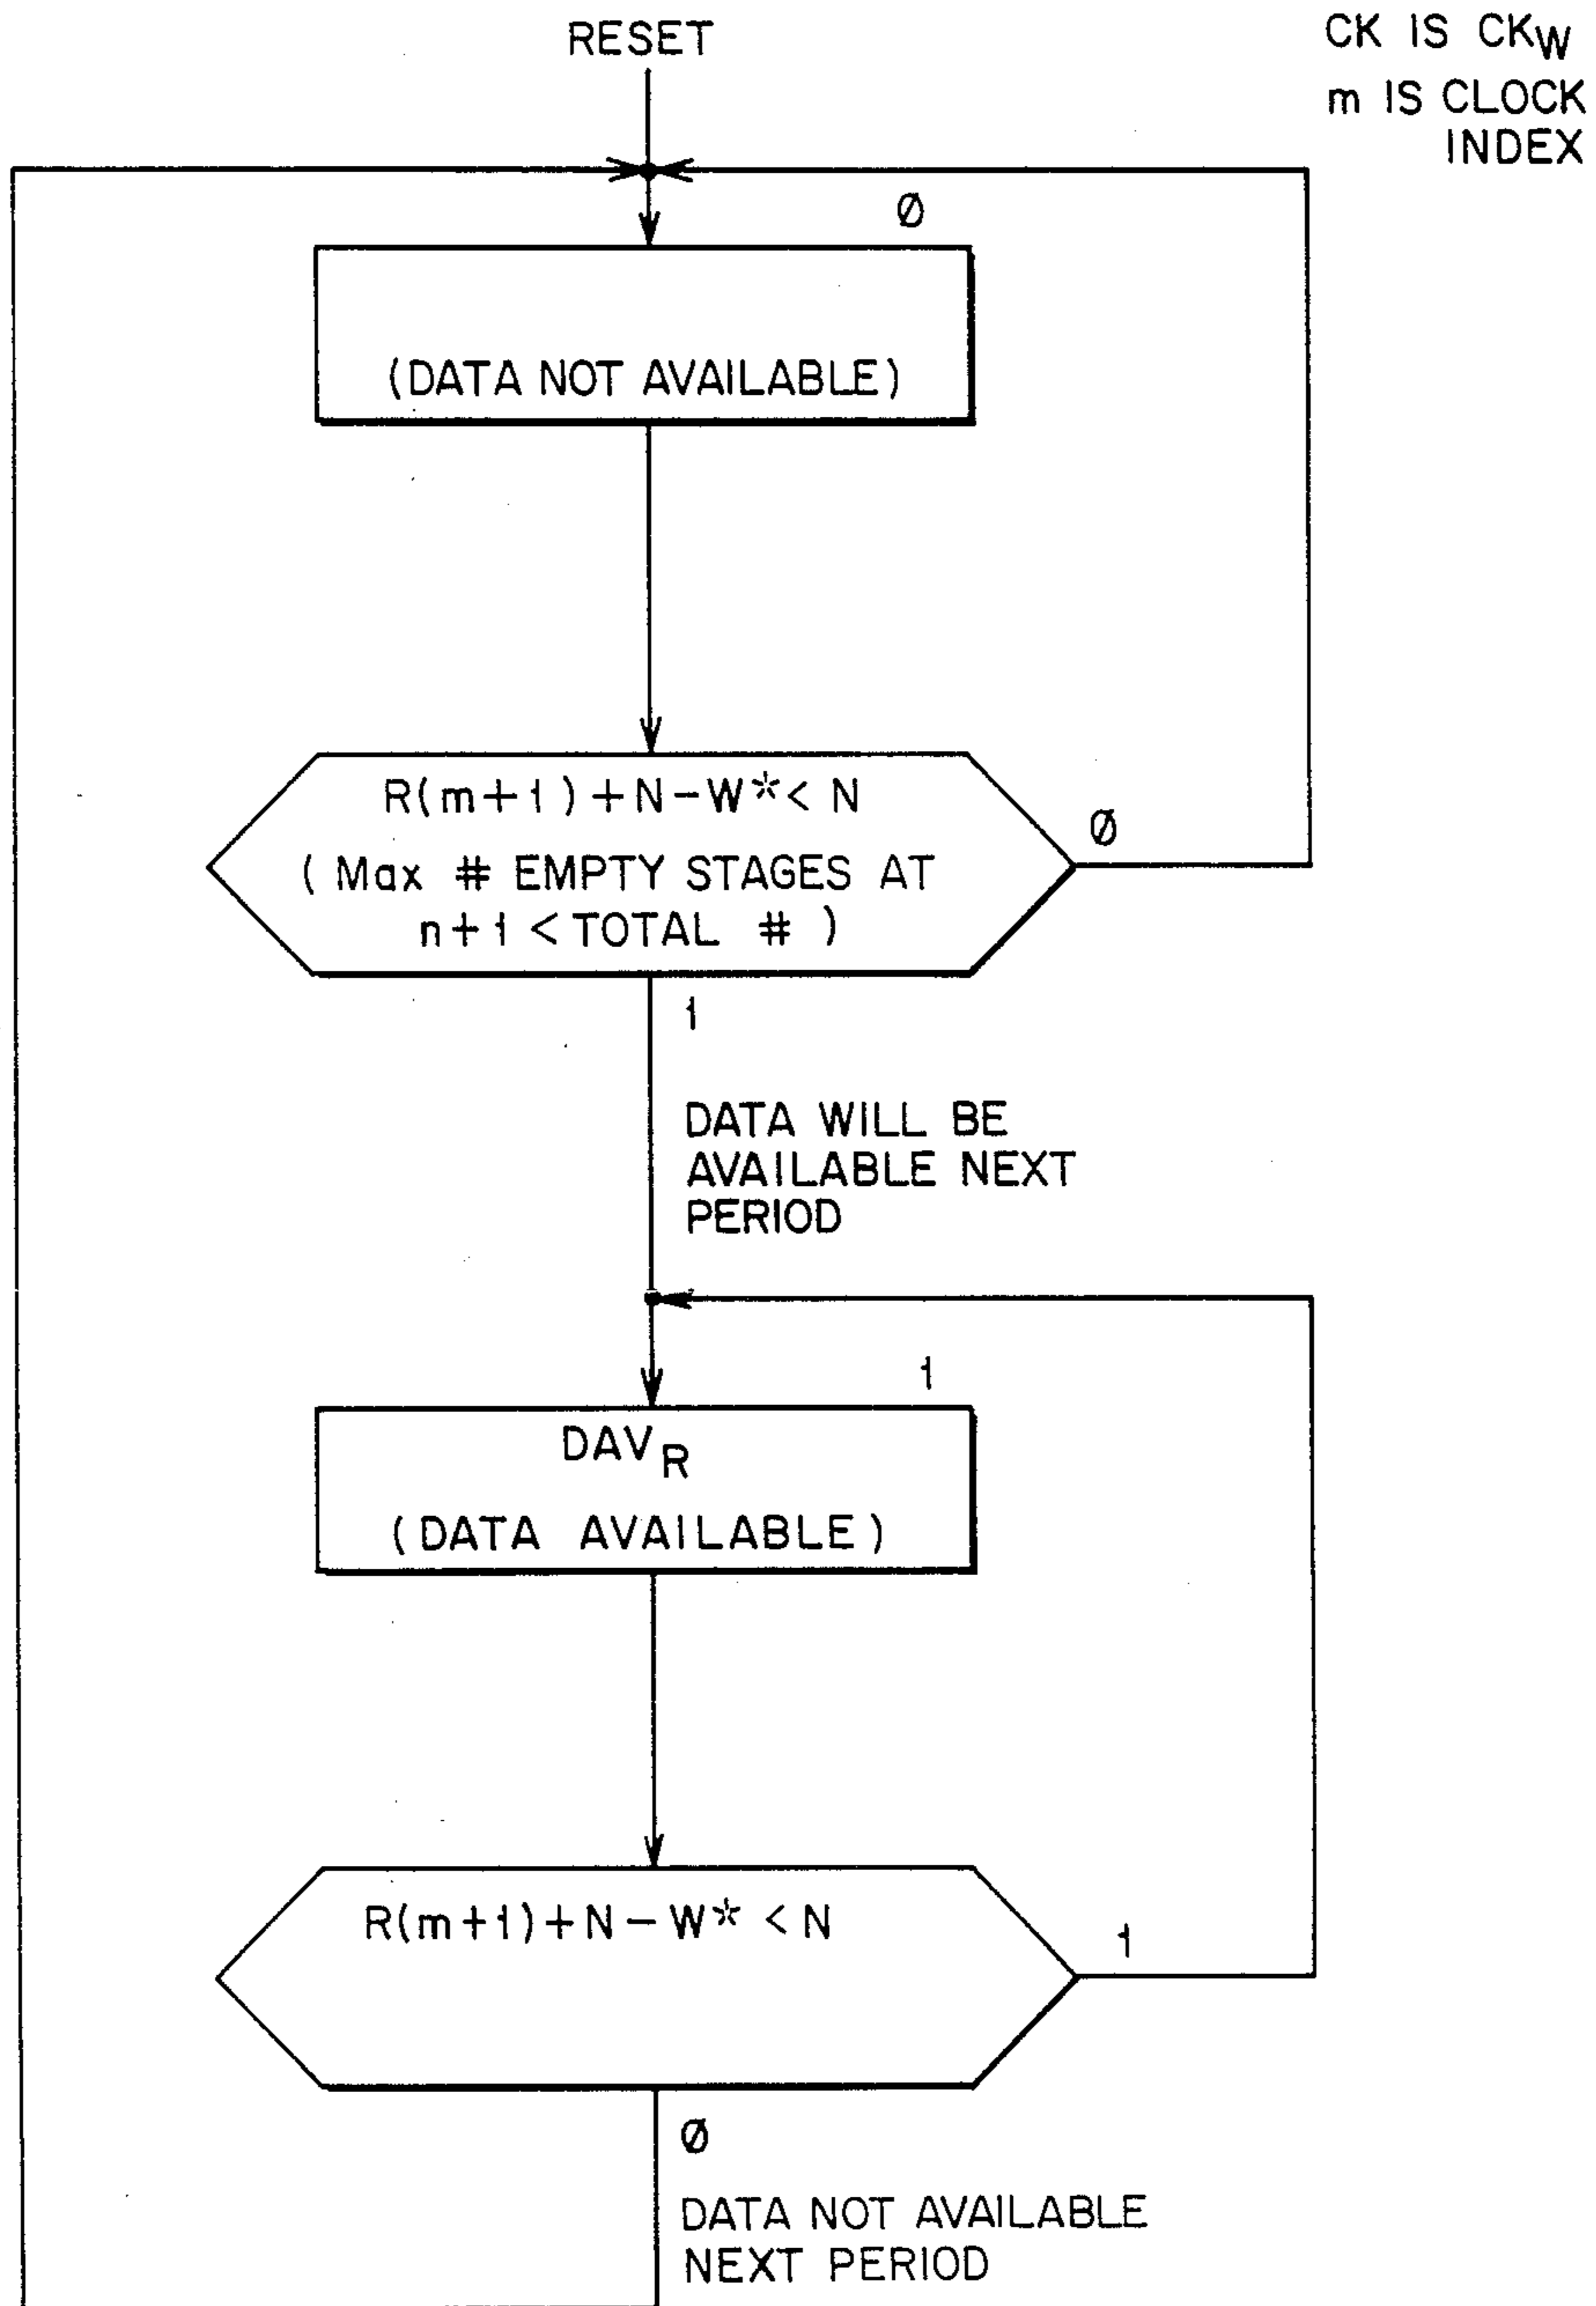 RESET
CK IS CKW
m IS CLOCK
INDEX
Ø
(DATA NOT AVAILABLE)
R(m+1)+N-W*< N
( Max # EMPTY STAGES AT
n+1 < TOTAL # )
Ø
1
DATA WILL BE
AVAILABLE NEXT
PERIOD
1
DAVR
(DATA AVAILABLE)
R(m+1)+N-W* < N
1
Ø
DATA NOT AVAILABLE
NEXT PERIOD